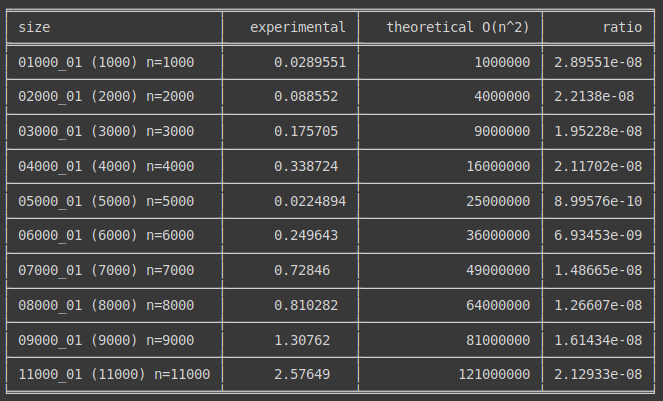 size experimental theoretical O(n^2) ratio
01000_01 (1000) n=1000 0.0289551 1000000 2.89551e-08
02000_01 (2000) n=2000 0.088552 4000000 2.2138e-08
03000_01 (3000) n=3000 0.175705 9000000 1.95228e-08
04000_01 (4000) n=4000 0.338724 16000000 2.11702e-08
05000_01 (5000) n=5000 0.0224894 25000000 8.99576e-10
06000_01 (6000) n=6000 0.249643 36000000 6.93453e-09
07000_01 (7000) n=7000 0.72846 49000000 1.48665e-08
08000_01 (8000) n=8000 0.810282 64000000 1.26607e-08
09000_01 (9000) n=9000 1.30762 81000000 1.61434e-08
11000_01 (11000) n=11000 2.57649 121000000 2.12933e-08